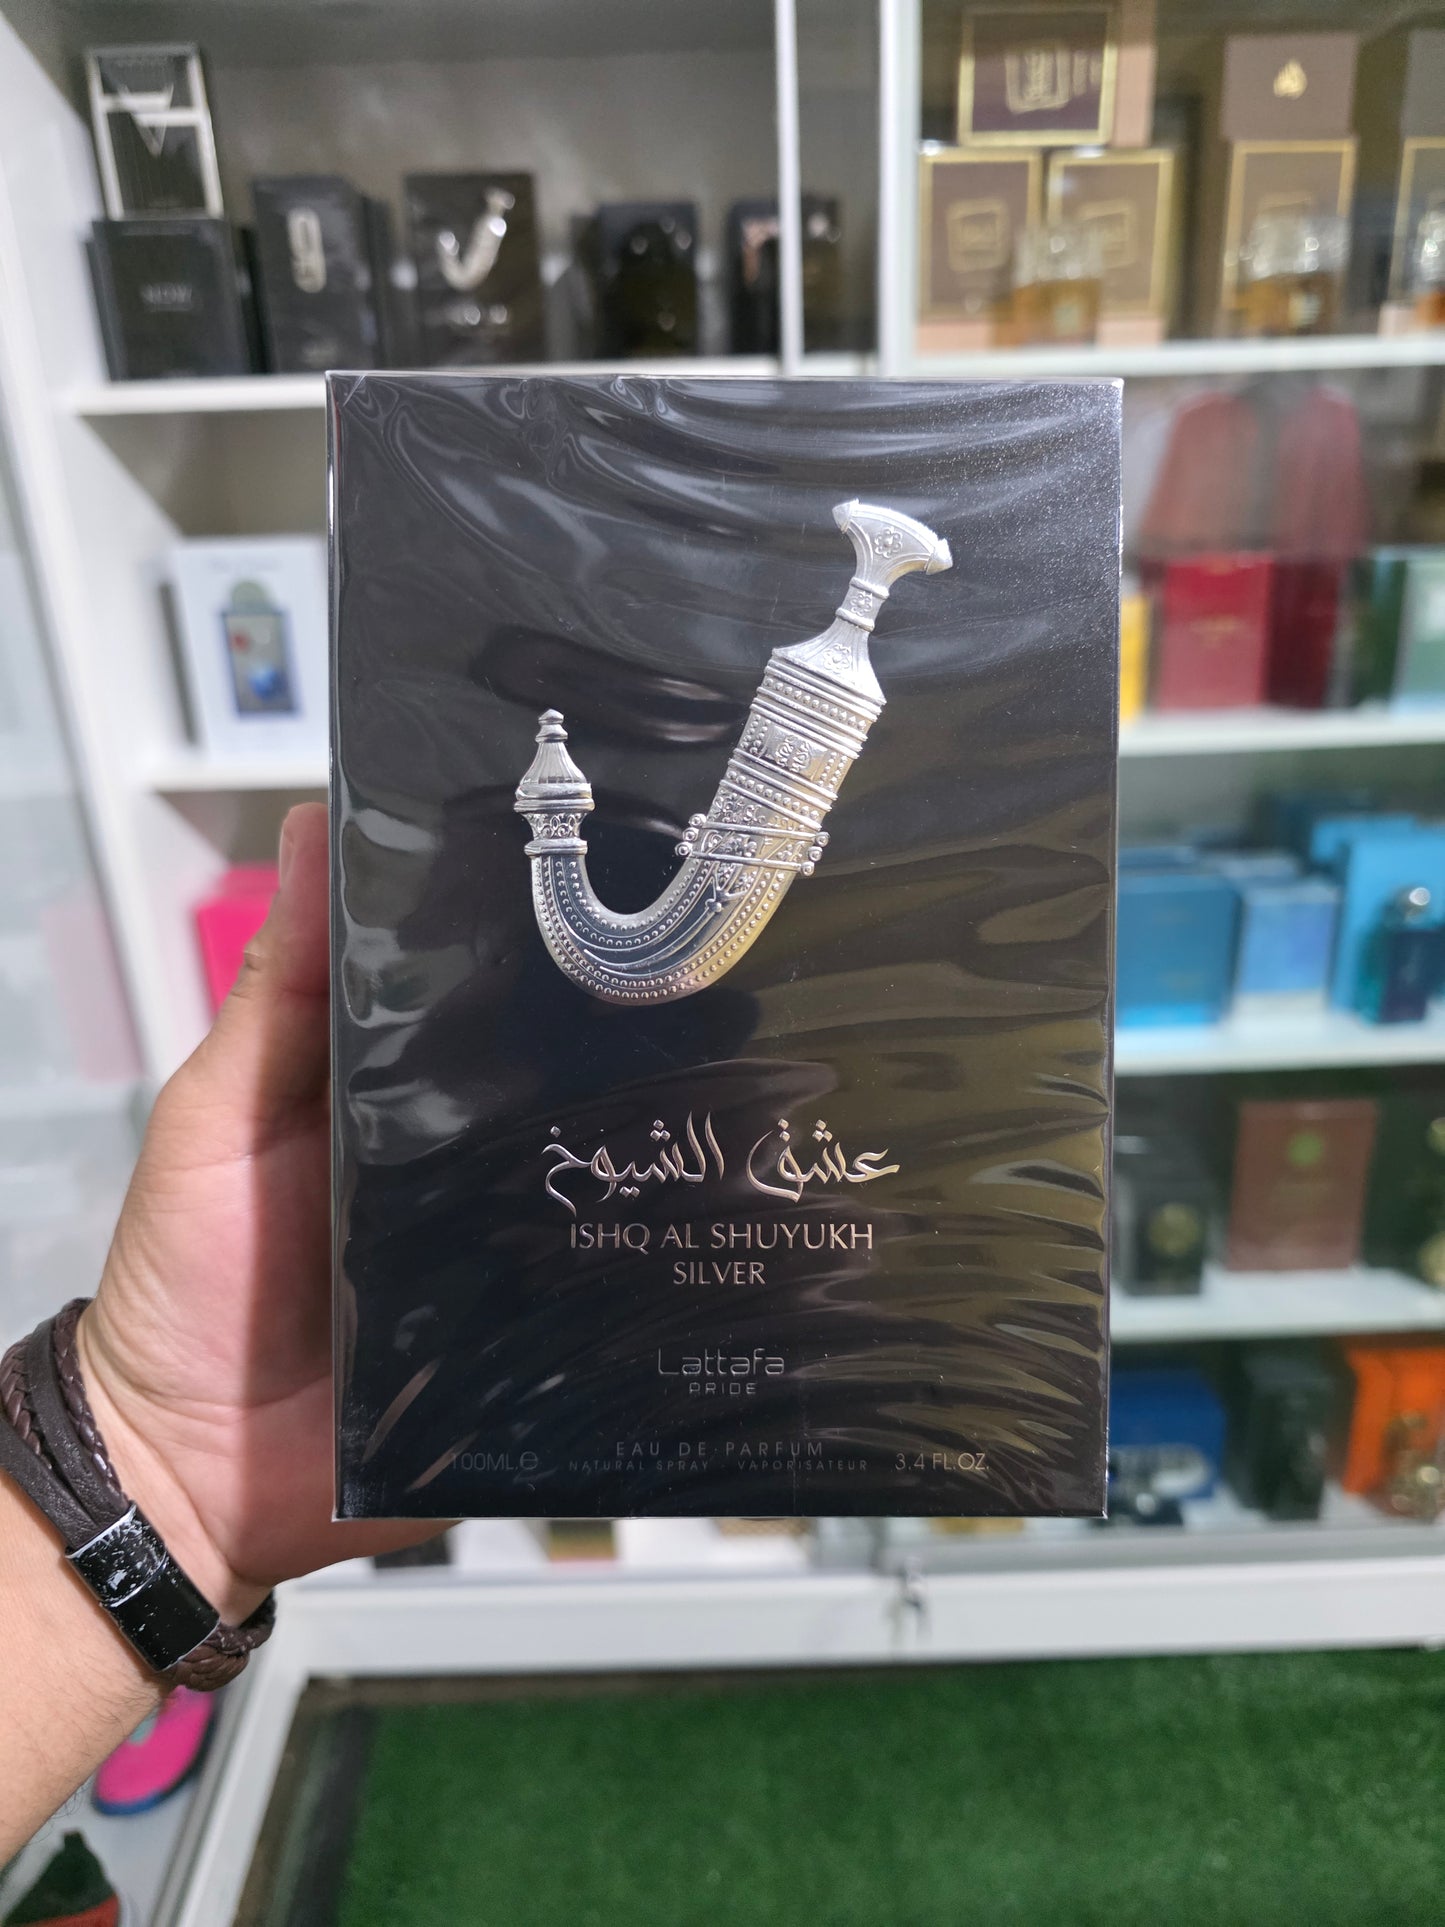 عشق الشيوخ
ISHQ AL SHUYUKH
SILVER
Lattafa
PRIDE
EAU DE PARFUM
100ML.e NATURAL SPRAY - VAPORISATEUR 3.4 FL.OZ.